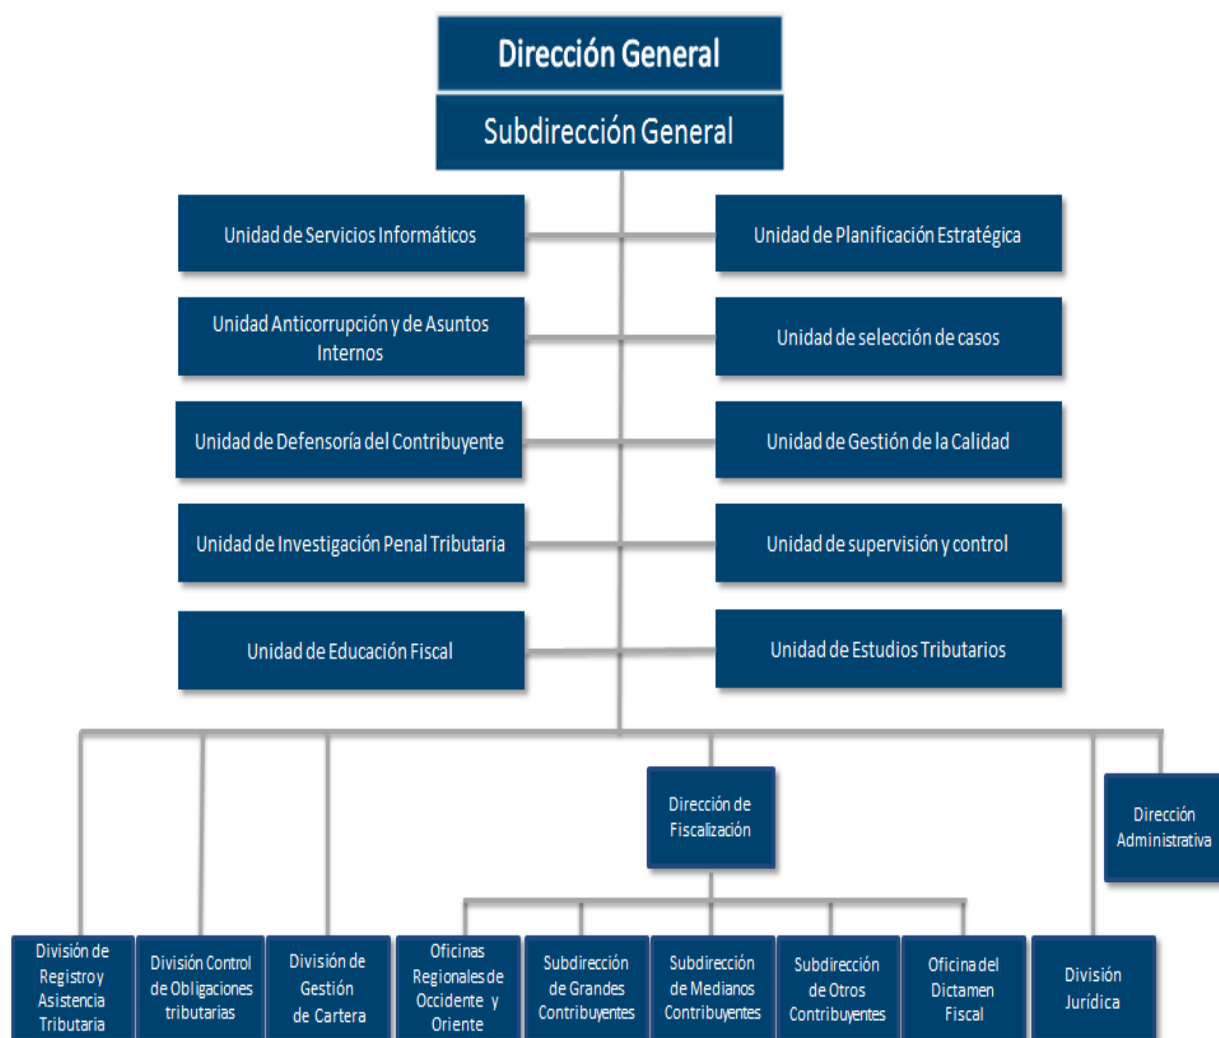 Dirección General
Subdirección General
Unidad de Servicios Informáticos
Unidad de Planificación Estratégica
Unidad Anticorrupción y de Asuntos
Internos
Unidad de selección de casos
Unidad de Defensoría del Contribuyente
Unidad de Gestión de la Calidad
Unidad de Investigación Penal Tributaria
Unidad de supervisión y control
Unidad de Educación Fiscal
Unidad de Estudios Tributarios
Dirección de
Fiscalización
Dirección
Administrativa
División de
Registro y
Asistencia
Tributaria
División Control
de Obligaciones
tributarias
División de
Gestión
de Cartera
Oficinas
Regionales de
Occidente y
Oriente
Subdirección
de Grandes
Contribuyentes
Subdirección
de Medianos
Contribuyentes
Subdirección
de Otros
Contribuyentes
Oficina del
Dictamen
Fiscal
División
Jurídica